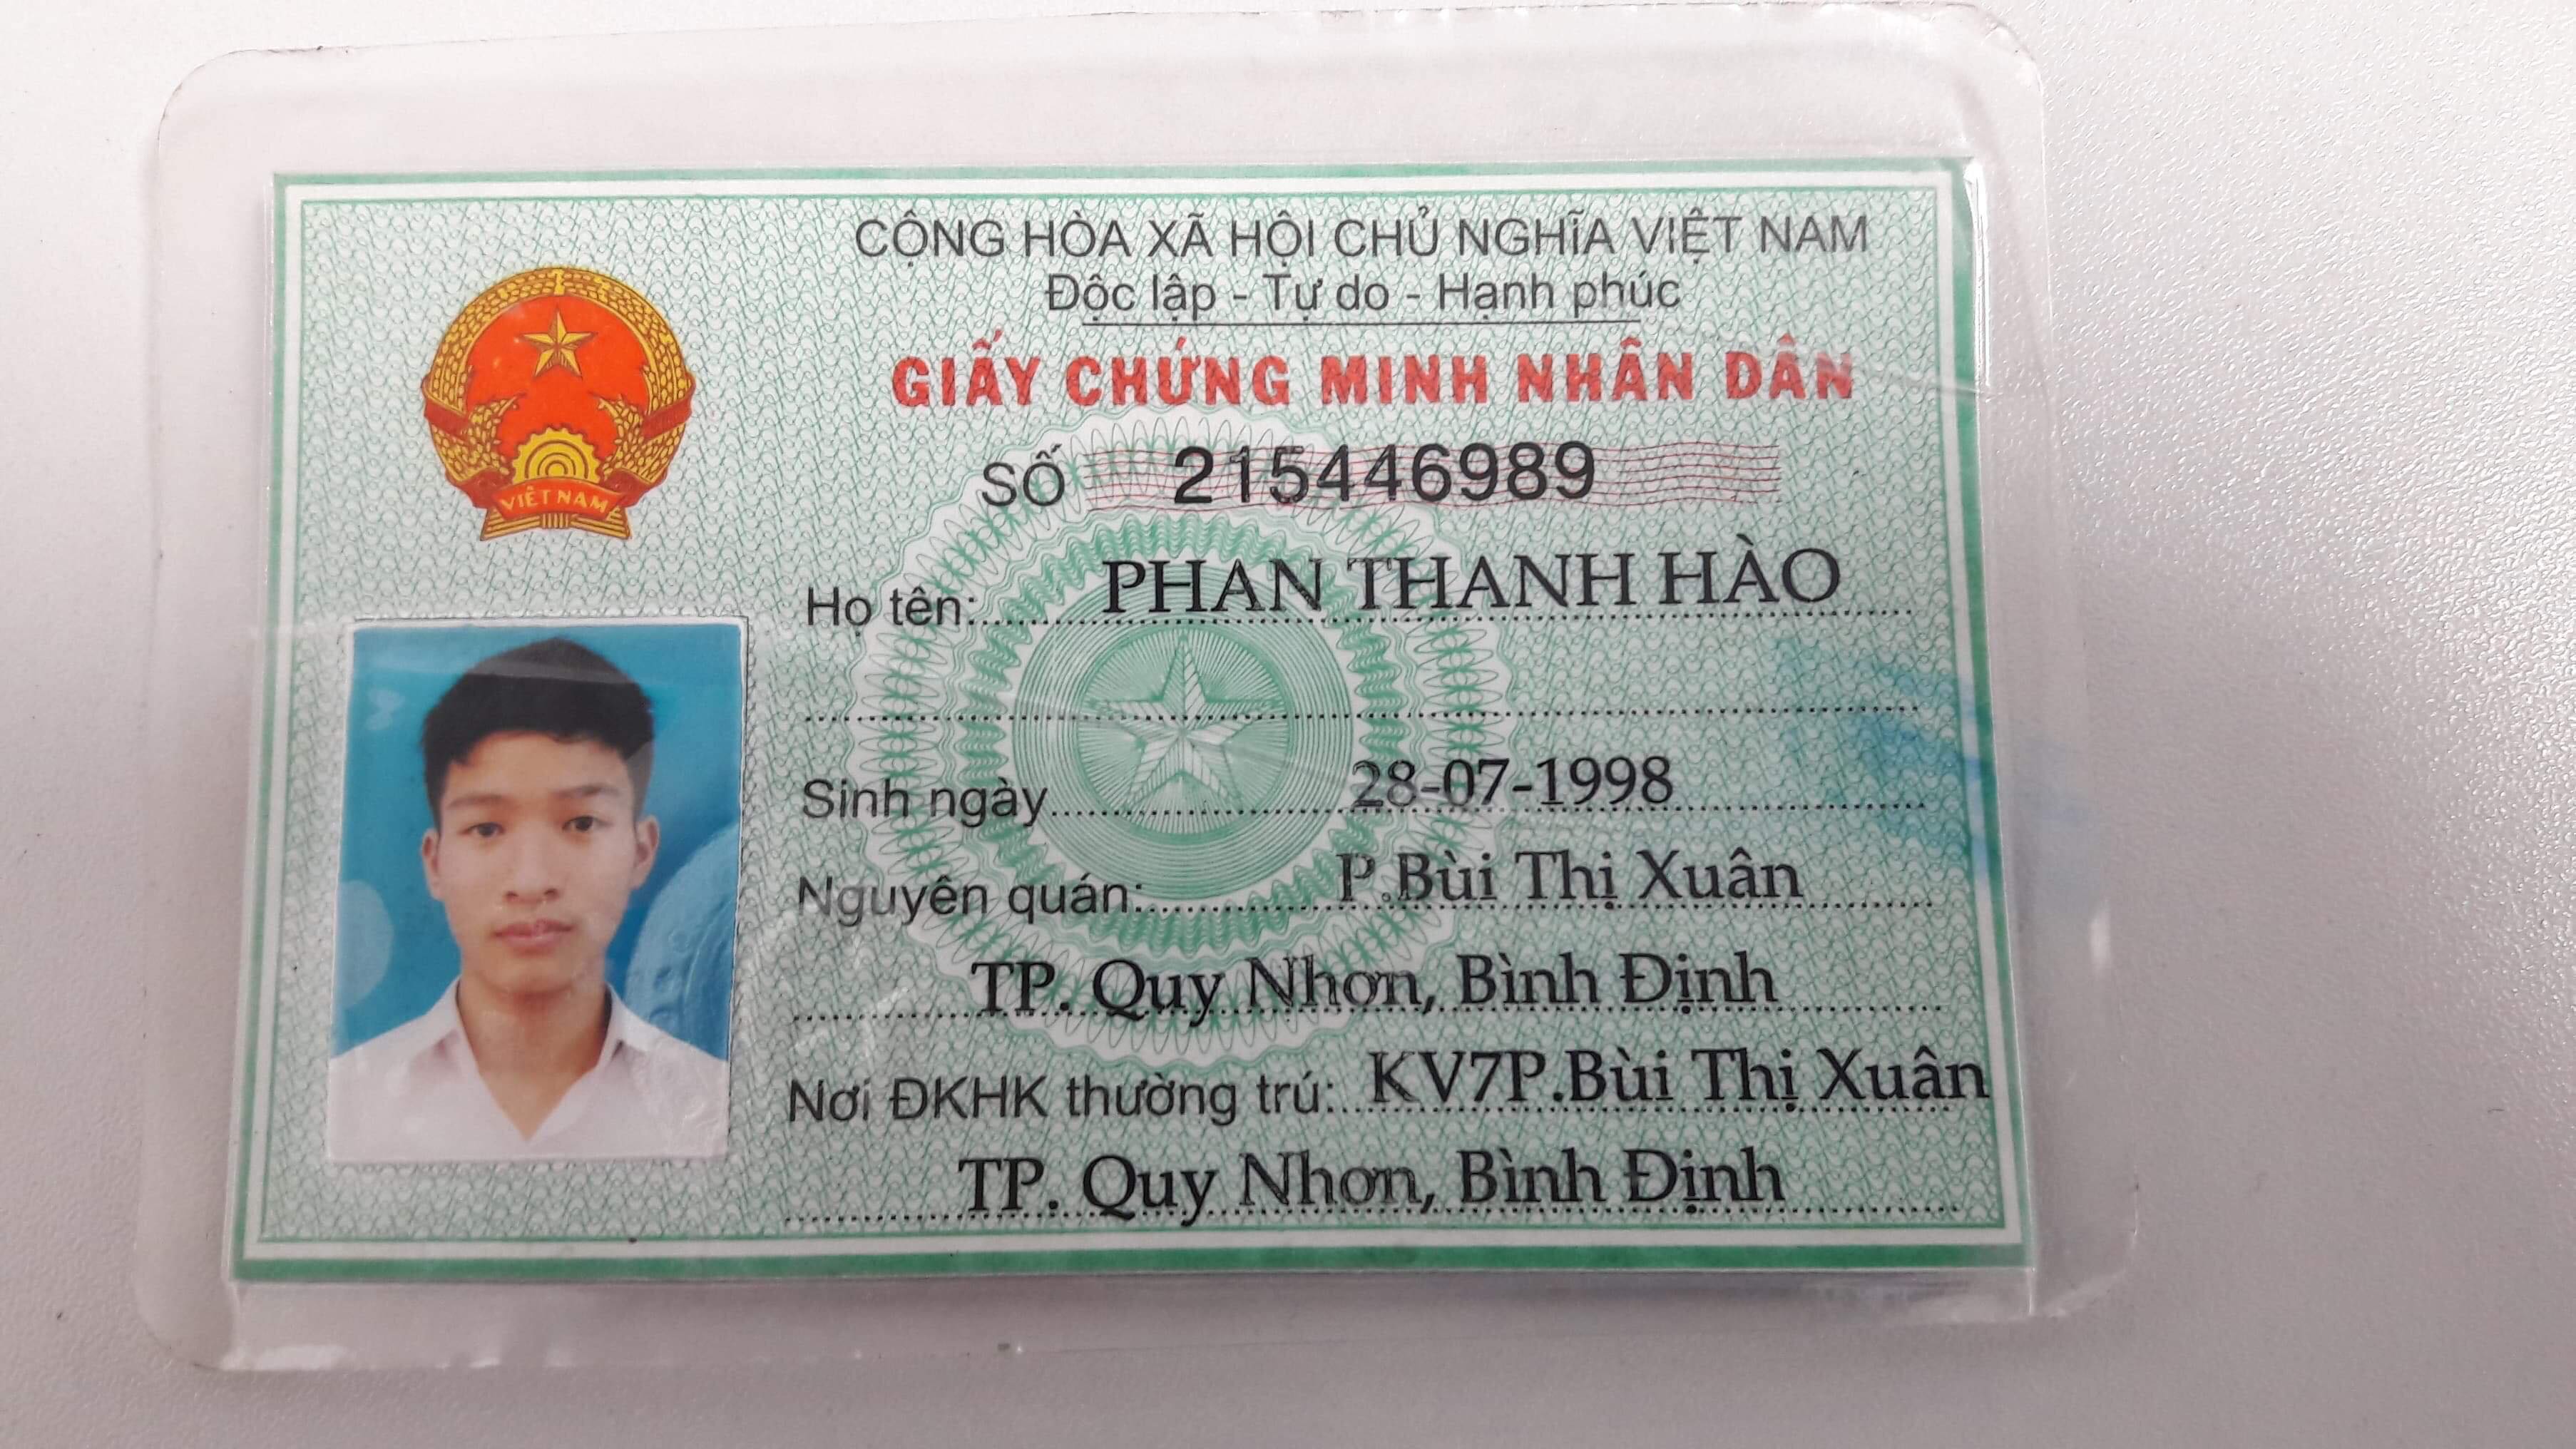 CỘNG HÒA XÃ HỘI CHỦ NGHĨA VIỆT NAM
Độc lập - Tự do - Hạnh phúc
GIẤY CHỨNG MINH NHÂN DÂN
SỐ 215446989
VIỆT NAM
Họ tên: PHAN THANH HÀO
Sinh ngày 28-07-1998
Nguyên quán: P.Bùi Thị Xuân
TP. Quy Nhơn, Bình Định
Nơi ĐKHK thường trú: KV7P.Bùi Thị Xuân
TP. Quy Nhơn, Bình Định